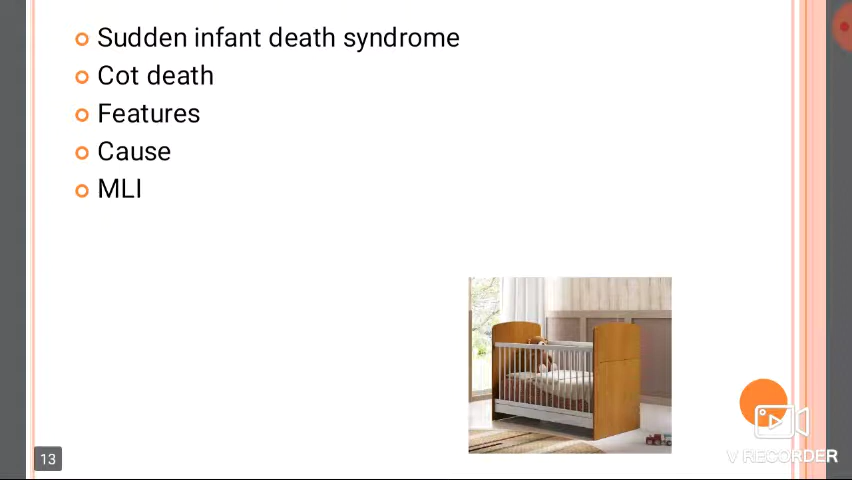 Sudden infant death syndrome
Cot death
Features
Cause
MLI
13
V RECORDER